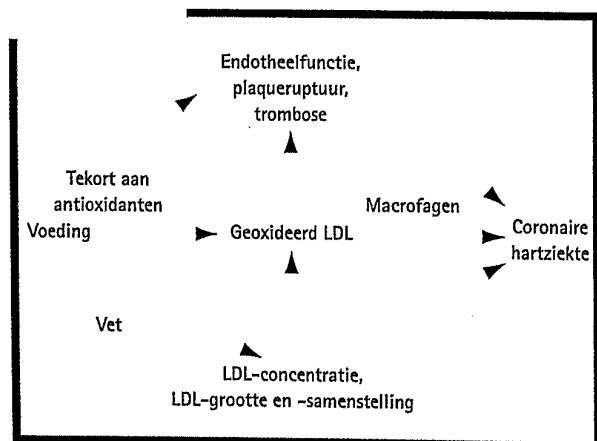 Endotheelfunctie,
plaqueruptuur,
trombose
Tekort aan
antioxidanten
Voeding
Geoxideerd LDL
Macrofagen
Coronaire
hartziekte
Vet
LDL-concentratie,
LDL-grootte en -samenstelling